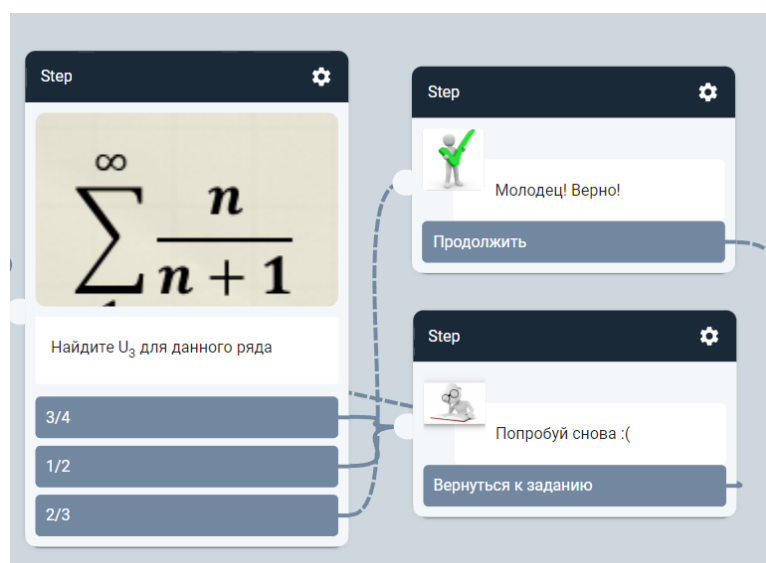 Step
∞
∑ n
n + 1
Найдите U₃ для данного ряда
3/4
1/2
2/3
Step
Молодец! Верно!
Продолжить
Step
Попробуй снова :(
Вернуться к заданию